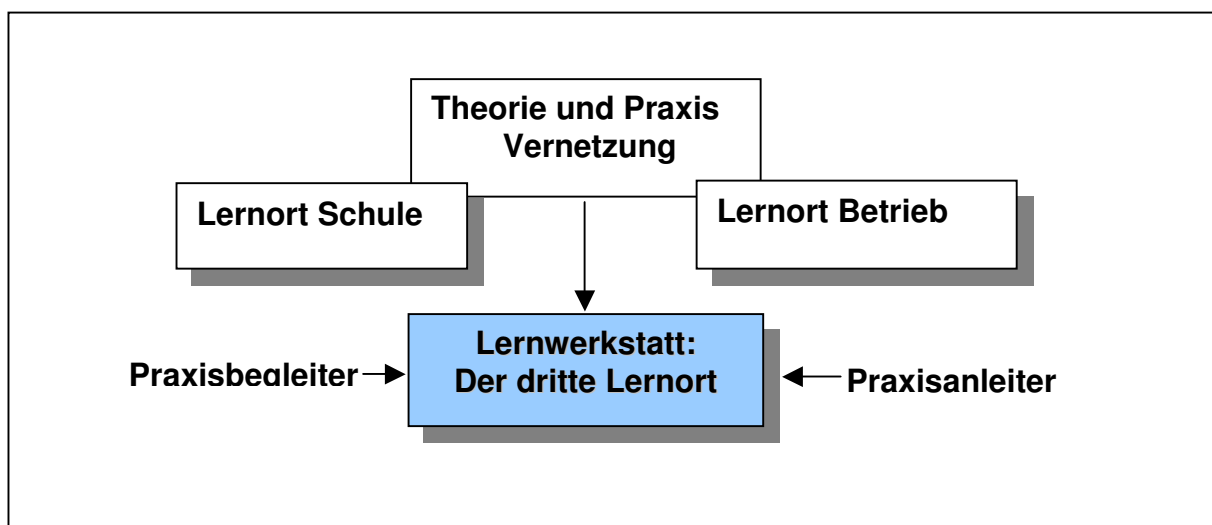 Theorie und Praxis
Vernetzung
Lernort Schule
Lernort Betrieb
Lernwerkstatt:
Der dritte Lernort
Praxisbegleiter
Praxisanleiter